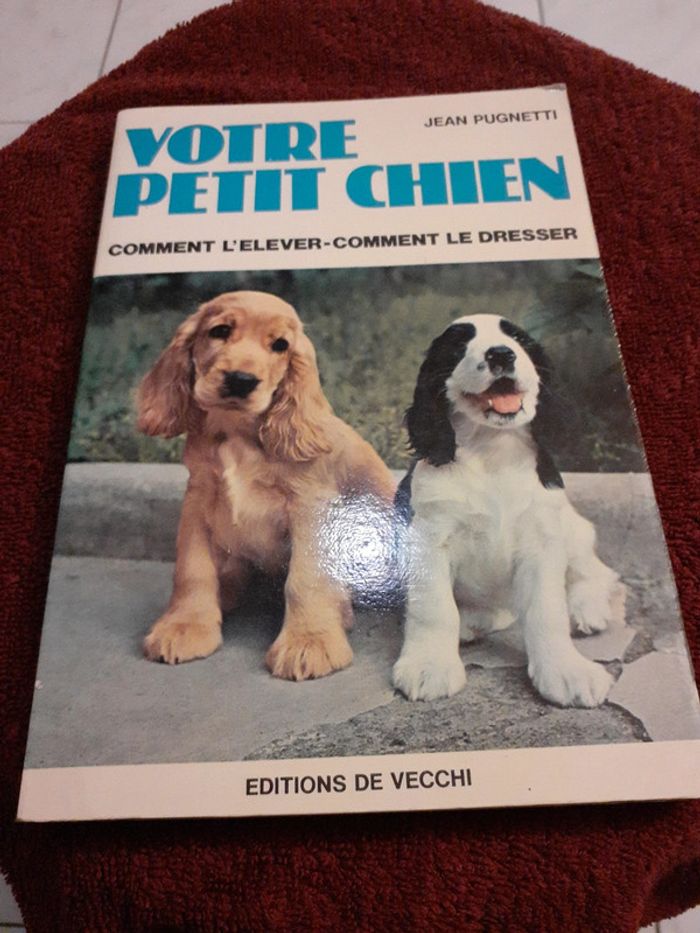 JEAN PUGNETTI
VOTRE
PETIT CHIEN
COMMENT L'ELEVER-COMMENT LE DRESSER
EDITIONS DE VECCHI